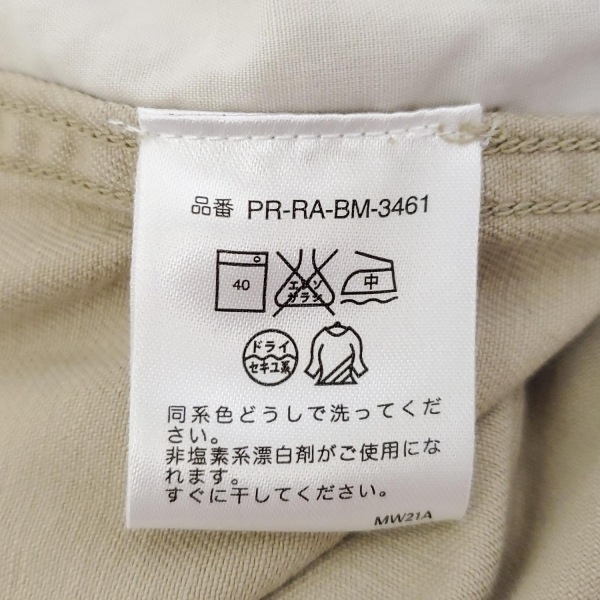 品番 PR-RA-BM-3461
40
エンソ
サラシ
中
ドライ
セキユ系
同系色どうしで洗ってくだ
さい。
非塩素系漂白剤がご使用にな
れます。
すぐに干してください。
MW21A